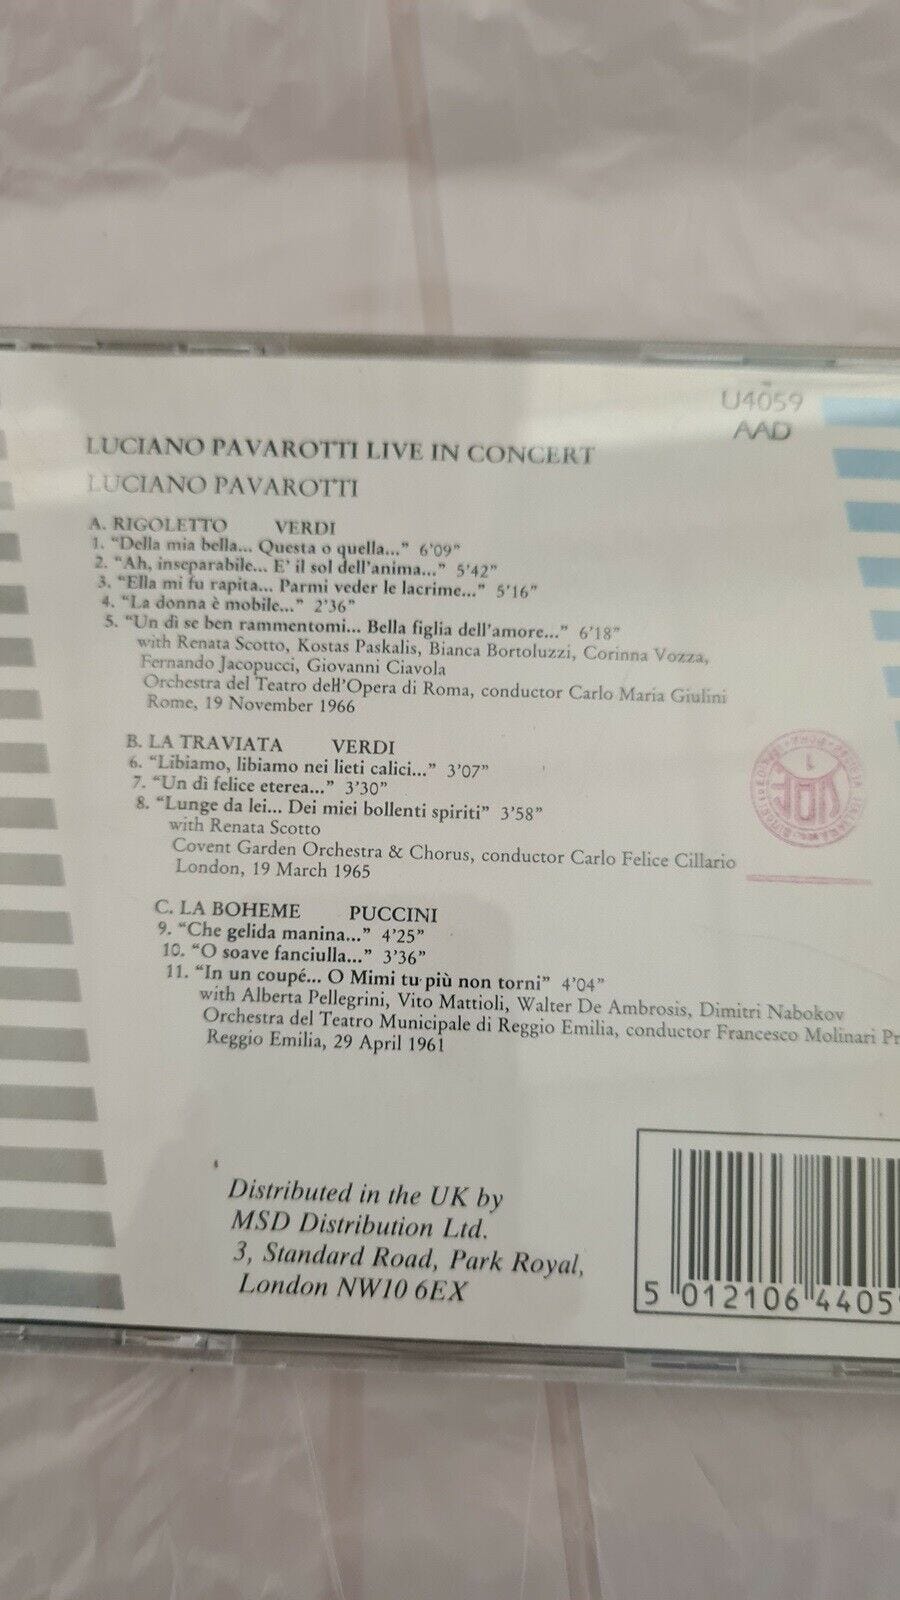 U4059
AAD
LUCIANO PAVAROTTI LIVE IN CONCERT
LUCIANO PAVAROTTI
A. RIGOLETTO VERDI
1. "Della mia bella... Questa o quella..." 6'09"
2. "Ah, inseparabile... E' il sol dell'anima..." 5'42"
3. "Ella mi fu rapita... Parmi veder le lacrime..." 5'16"
4. "La donna è mobile..." 2'36"
5. "Un dì se ben rammentomi... Bella figlia dell'amore..." 6'18"
with Renata Scotto, Kostas Paskalis, Bianca Bortoluzzi, Corinna Vozza,
Fernando Jacopucci, Giovanni Ciavola
Orchestra del Teatro dell'Opera di Roma, conductor Carlo Maria Giulini
Rome, 19 November 1966
B. LA TRAVIATA VERDI
6. "Libiamo, libiamo nei lieti calici..." 3'07"
7. "Un dì felice eterea..." 3'30"
8. "Lunge da lei... Dei miei bollenti spiriti" 3'58"
with Renata Scotto
Covent Garden Orchestra & Chorus, conductor Carlo Felice Cillario
London, 19 March 1965
C. LA BOHEME PUCCINI
9. "Che gelida manina..." 4'25"
10. "O soave fanciulla..." 3'36"
11. "In un coupé... O Mimi tu più non torni" 4'04"
with Alberta Pellegrini, Vito Mattioli, Walter De Ambrosis, Dimitri Nabokov
Orchestra del Teatro Municipale di Reggio Emilia, conductor Francesco Molinari Pr
Reggio Emilia, 29 April 1961
Distributed in the UK by
MSD Distribution Ltd.
3, Standard Road, Park Royal,
London NW10 6EX
5 012106 4405